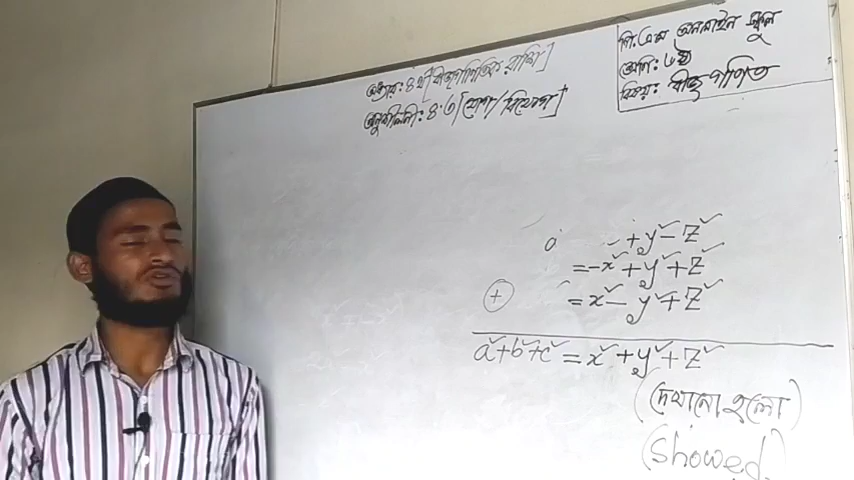 অধ্যায়: ৪র্থ [বীজগাণিতিক রাশি]
অনুশীলনী: ৪.৩ [যোগ/বিয়োগ]
পি.এম অনলাইন স্কুল
শ্রেণি: ৬ষ্ঠ
বিষয়: বীজগণিত
a + y² - z²
= -x² + y² + z²
(+) = x² - y² + z²
a² + b² + c² = x² + y² + z²
(দেখানো হলো)
(showed)